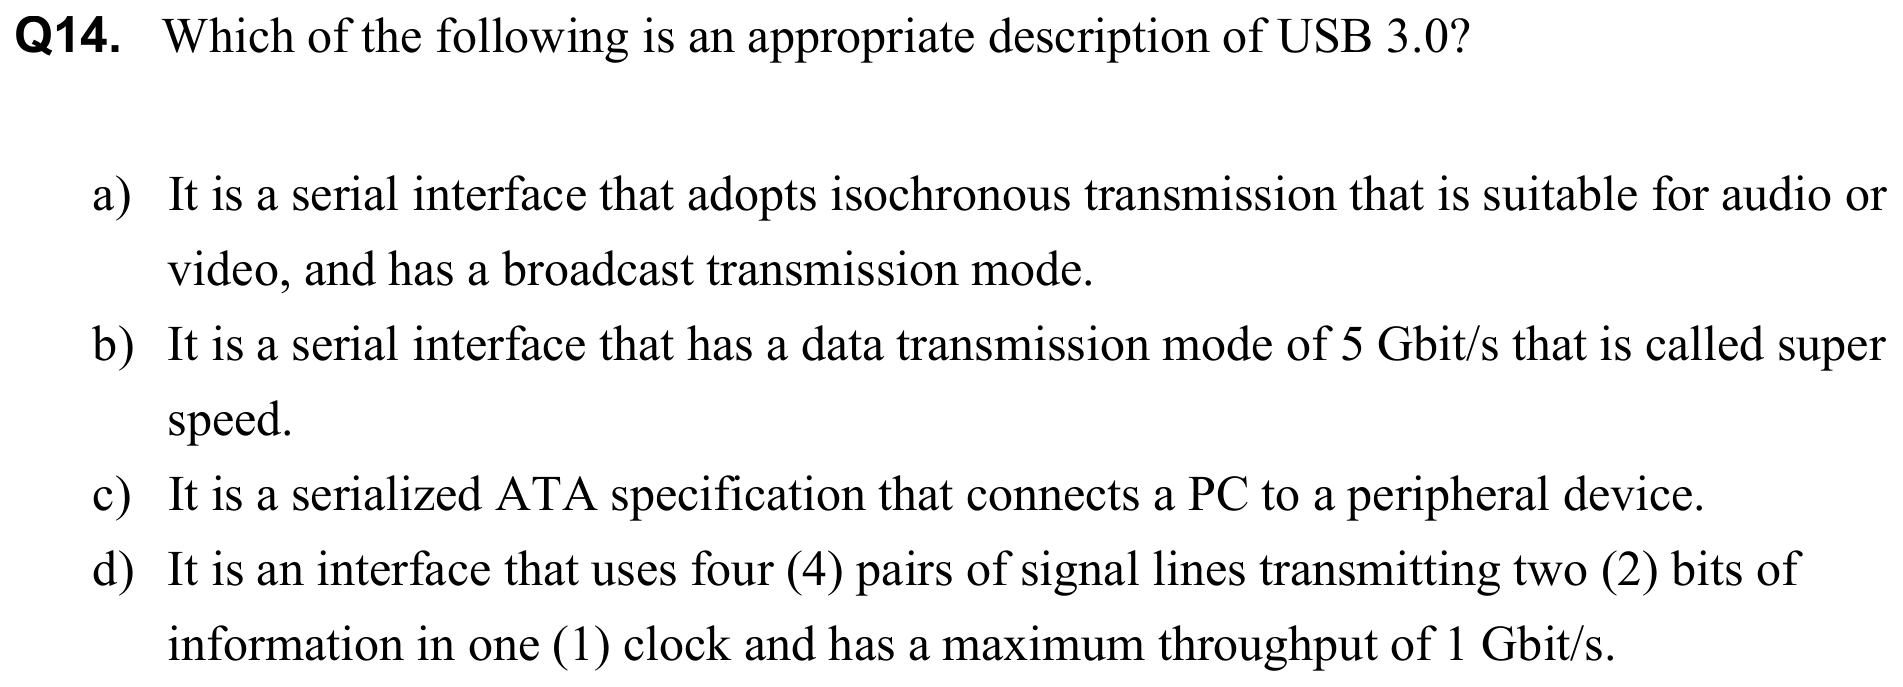 Q14. Which of the following is an appropriate description of USB 3.0?
a) It is a serial interface that adopts isochronous transmission that is suitable for audio or
video, and has a broadcast transmission mode.
b) It is a serial interface that has a data transmission mode of 5 Gbit/s that is called super
speed.
c) It is a serialized ATA specification that connects a PC to a peripheral device.
d) It is an interface that uses four (4) pairs of signal lines transmitting two (2) bits of
information in one (1) clock and has a maximum throughput of 1 Gbit/s.